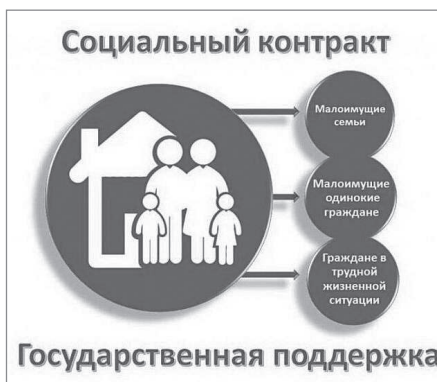 Социальный контракт
Малоимущие
семьи
Малоимущие
одинокие
граждане
Граждане в
трудной
жизненной
ситуации
Государственная поддержка